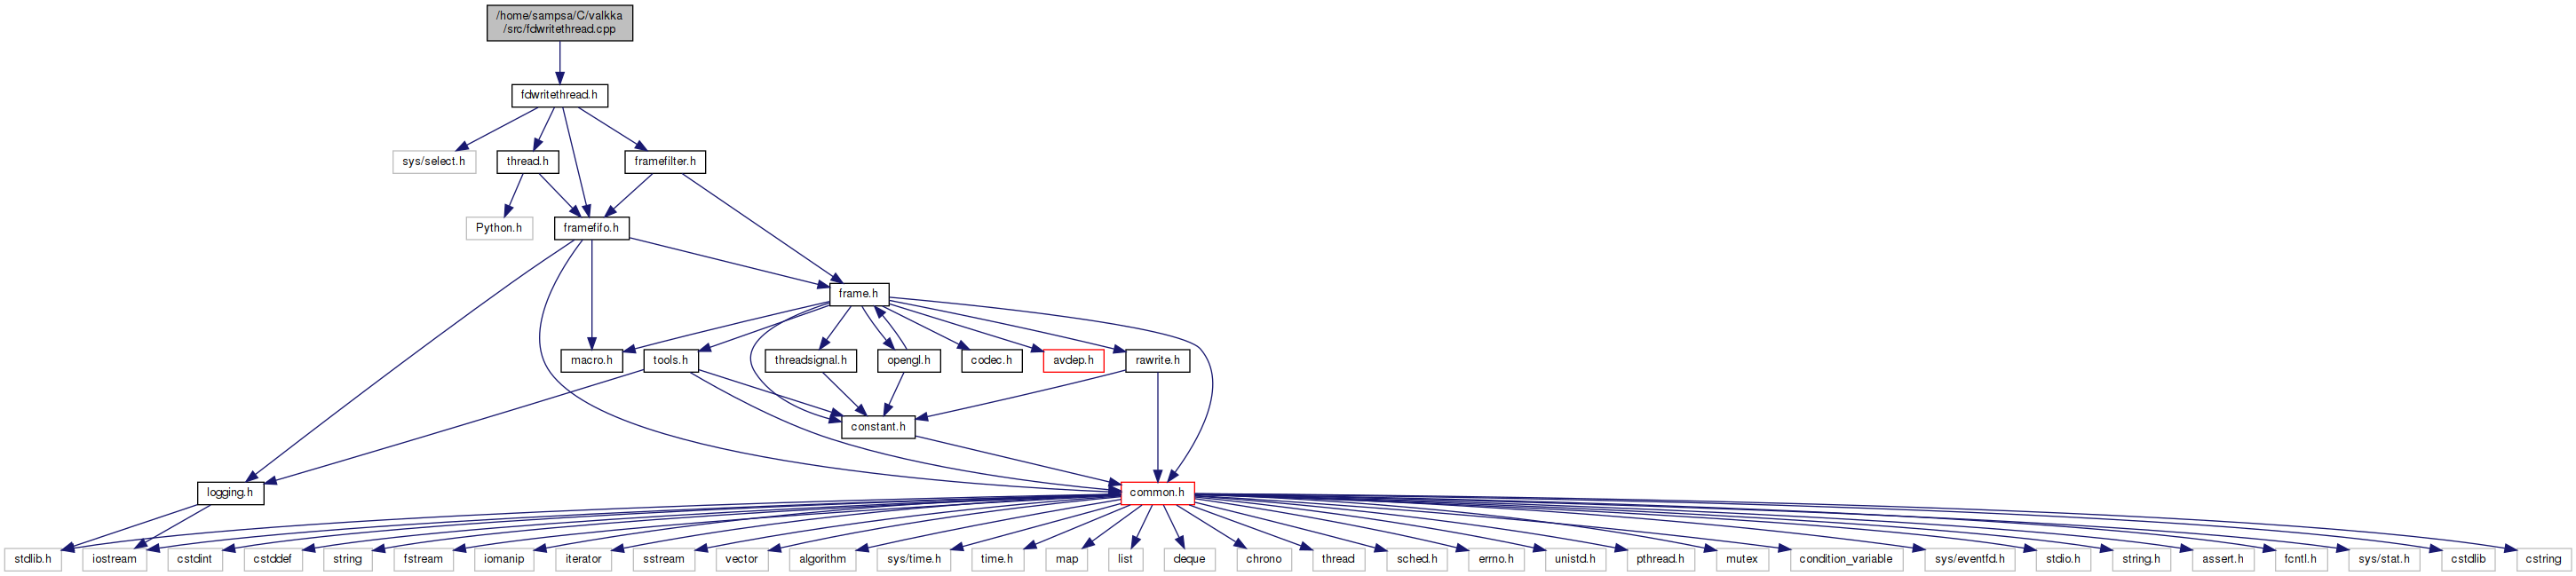 /home/sampsa/C/valkka
/src/fdwritethread.cpp
fdwritethread.h
sys/select.h
thread.h
framefilter.h
Python.h
framefifo.h
frame.h
macro.h
tools.h
threadsignal.h
opengl.h
codec.h
avdep.h
rawrite.h
constant.h
logging.h
common.h
stdlib.h
iostream
cstdint
cstddef
string
fstream
iomanip
iterator
sstream
vector
algorithm
sys/time.h
time.h
map
list
deque
chrono
thread
sched.h
errno.h
unistd.h
pthread.h
mutex
condition_variable
sys/eventfd.h
stdio.h
string.h
assert.h
fcntl.h
sys/stat.h
cstdlib
cstring